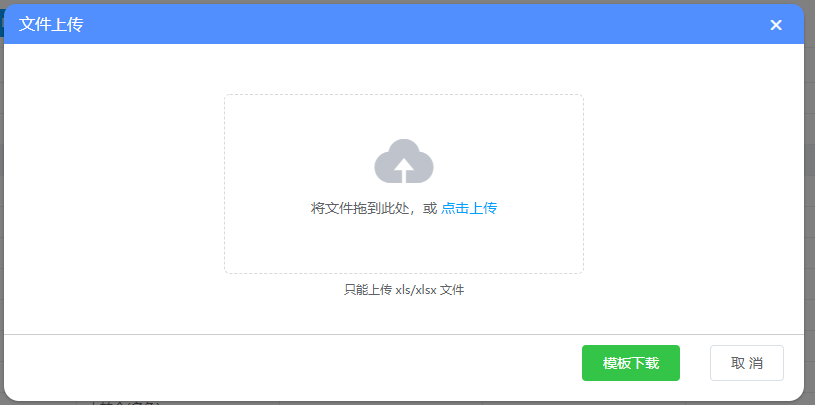 文件上传
将文件拖到此处，或 点击上传
只能上传 xls/xlsx 文件
模板下载
取 消